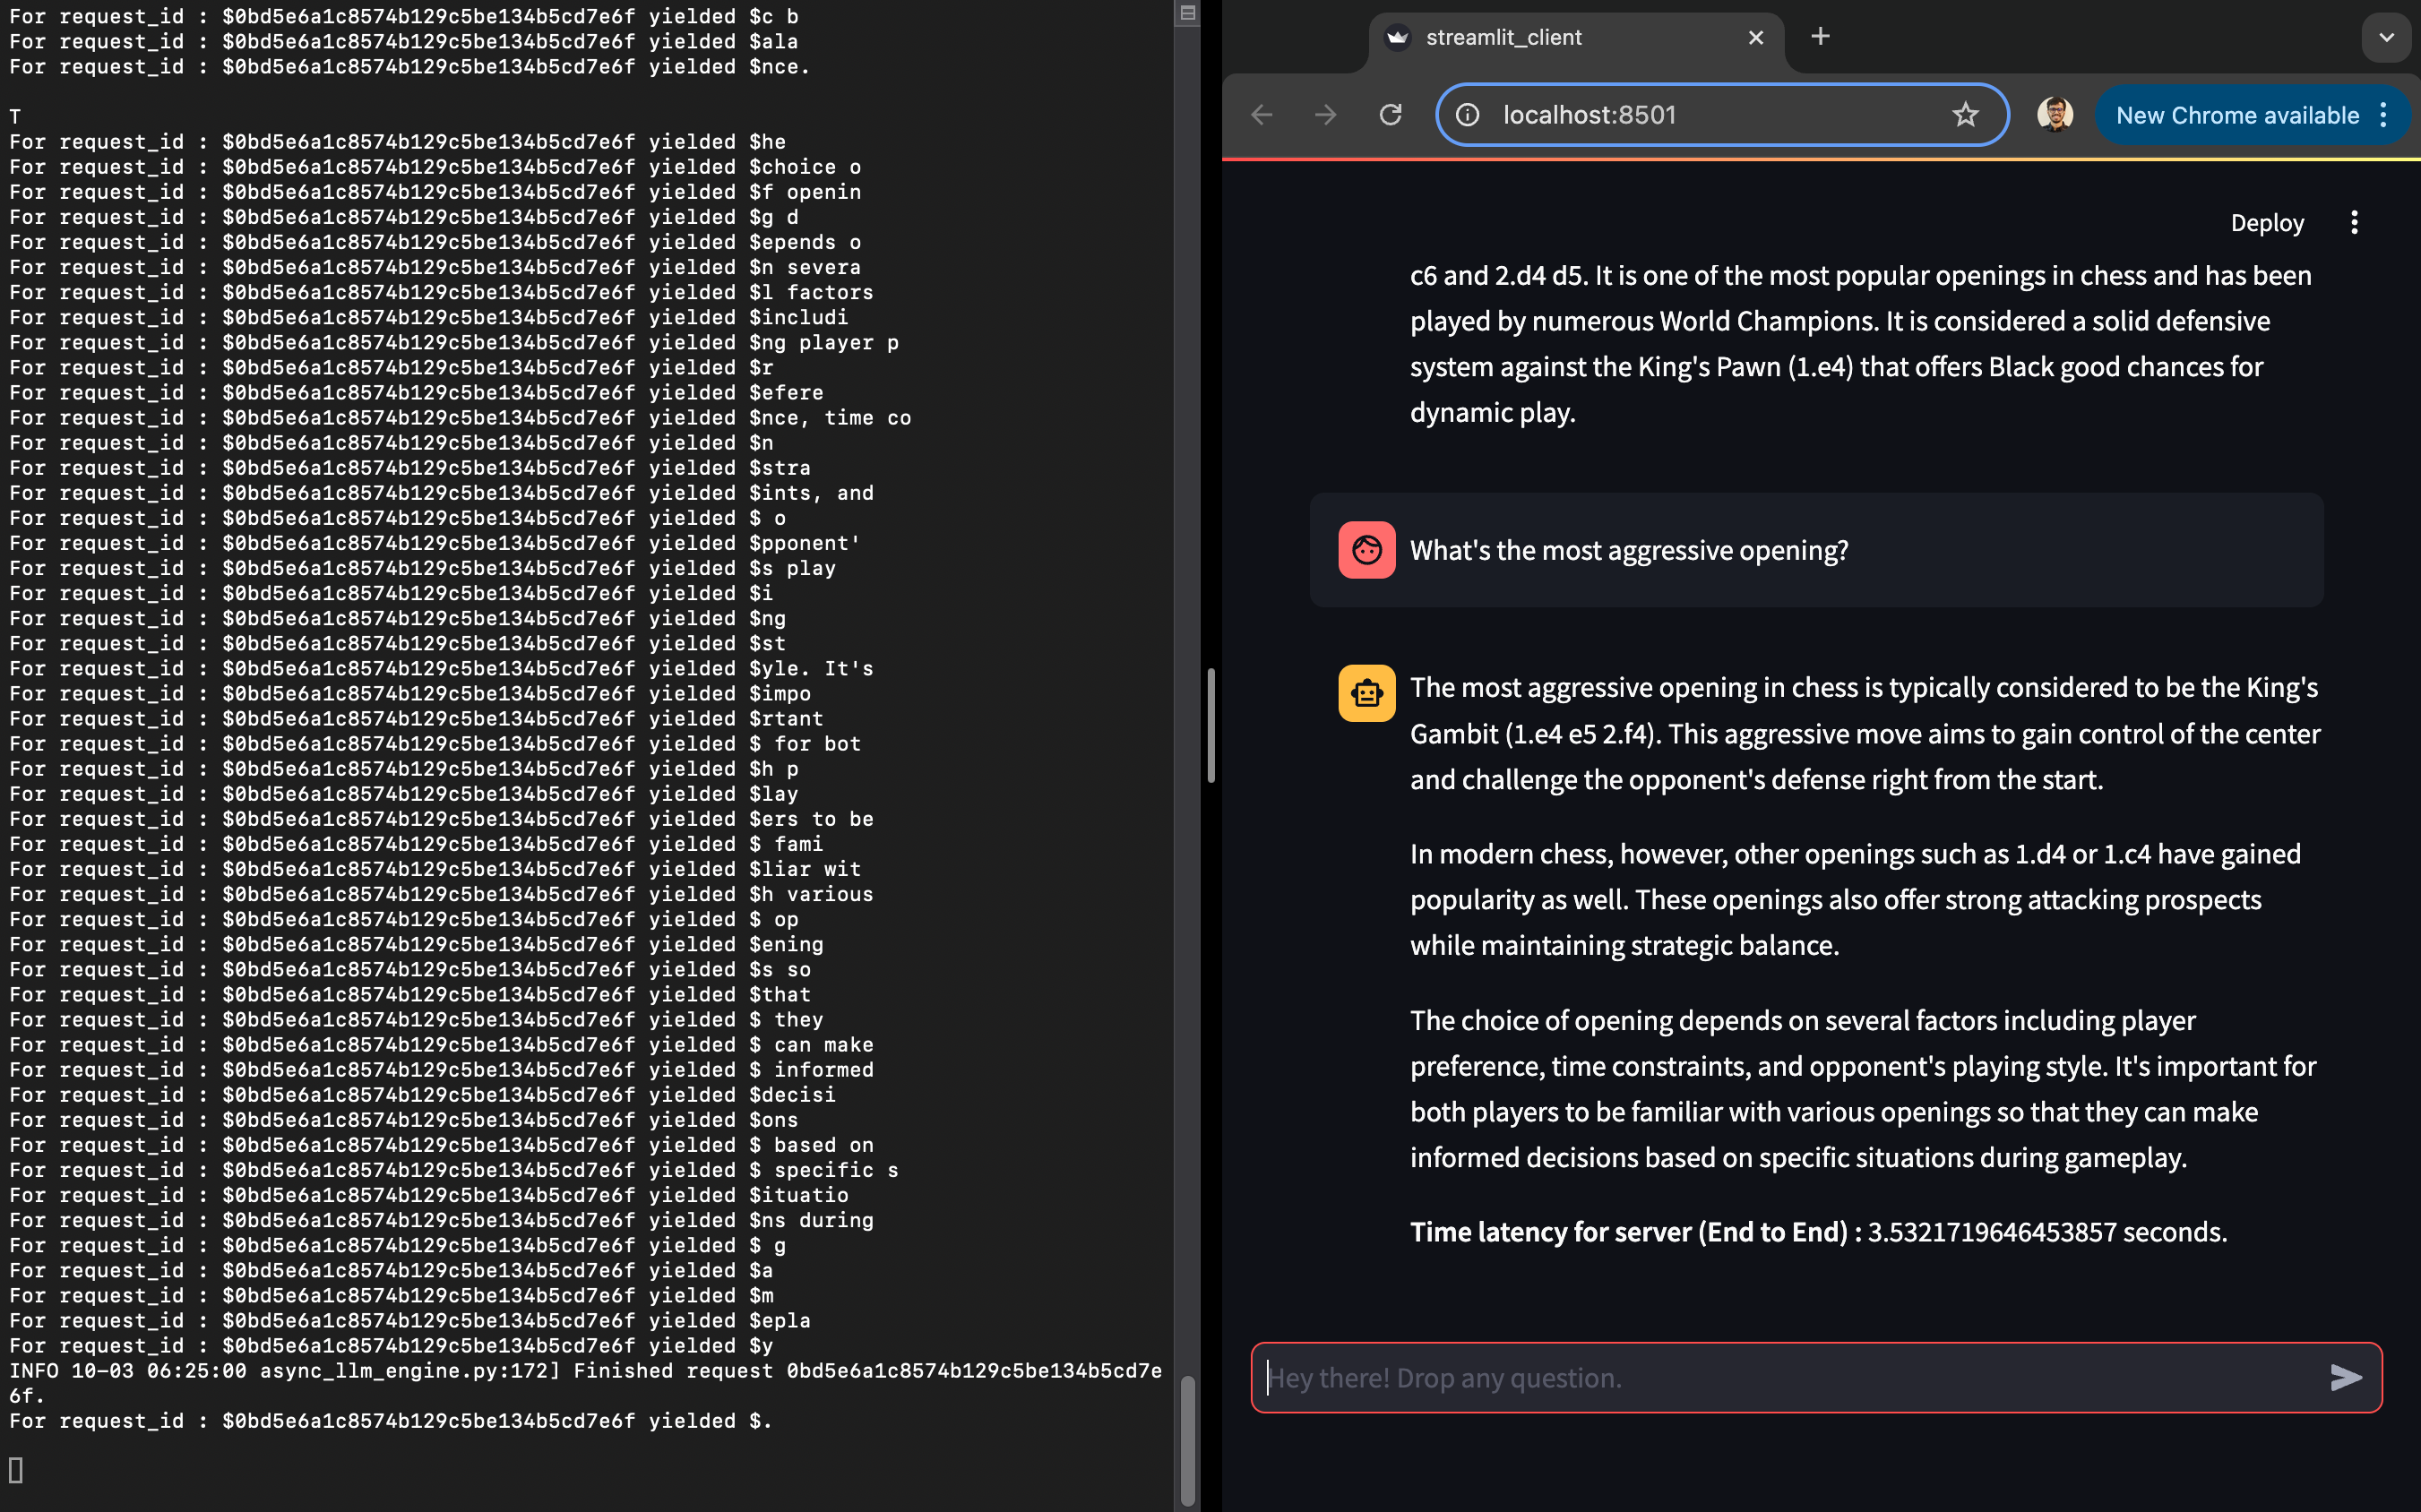 For request_id : $0bd5e6a1c8574b129c5be134b5cd7e6f yielded $c b
For request_id : $0bd5e6a1c8574b129c5be134b5cd7e6f yielded $ala
For request_id : $0bd5e6a1c8574b129c5be134b5cd7e6f yielded $nce.
T
For request_id : $0bd5e6a1c8574b129c5be134b5cd7e6f yielded $he
For request_id : $0bd5e6a1c8574b129c5be134b5cd7e6f yielded $choice o
For request_id : $0bd5e6a1c8574b129c5be134b5cd7e6f yielded $f openin
For request_id : $0bd5e6a1c8574b129c5be134b5cd7e6f yielded $g d
For request_id : $0bd5e6a1c8574b129c5be134b5cd7e6f yielded $epends o
For request_id : $0bd5e6a1c8574b129c5be134b5cd7e6f yielded $n severa
For request_id : $0bd5e6a1c8574b129c5be134b5cd7e6f yielded $l factors
For request_id : $0bd5e6a1c8574b129c5be134b5cd7e6f yielded $includi
For request_id : $0bd5e6a1c8574b129c5be134b5cd7e6f yielded $ng player p
For request_id : $0bd5e6a1c8574b129c5be134b5cd7e6f yielded $r
For request_id : $0bd5e6a1c8574b129c5be134b5cd7e6f yielded $efere
For request_id : $0bd5e6a1c8574b129c5be134b5cd7e6f yielded $nce, time co
For request_id : $0bd5e6a1c8574b129c5be134b5cd7e6f yielded $n
For request_id : $0bd5e6a1c8574b129c5be134b5cd7e6f yielded $stra
For request_id : $0bd5e6a1c8574b129c5be134b5cd7e6f yielded $ints, and
For request_id : $0bd5e6a1c8574b129c5be134b5cd7e6f yielded $ o
For request_id : $0bd5e6a1c8574b129c5be134b5cd7e6f yielded $pponent'
For request_id : $0bd5e6a1c8574b129c5be134b5cd7e6f yielded $s play
For request_id : $0bd5e6a1c8574b129c5be134b5cd7e6f yielded $i
For request_id : $0bd5e6a1c8574b129c5be134b5cd7e6f yielded $ng
For request_id : $0bd5e6a1c8574b129c5be134b5cd7e6f yielded $st
For request_id : $0bd5e6a1c8574b129c5be134b5cd7e6f yielded $yle. It's
For request_id : $0bd5e6a1c8574b129c5be134b5cd7e6f yielded $impo
For request_id : $0bd5e6a1c8574b129c5be134b5cd7e6f yielded $rtant
For request_id : $0bd5e6a1c8574b129c5be134b5cd7e6f yielded $ for bot
For request_id : $0bd5e6a1c8574b129c5be134b5cd7e6f yielded $h p
For request_id : $0bd5e6a1c8574b129c5be134b5cd7e6f yielded $lay
For request_id : $0bd5e6a1c8574b129c5be134b5cd7e6f yielded $ers to be
For request_id : $0bd5e6a1c8574b129c5be134b5cd7e6f yielded $ fami
For request_id : $0bd5e6a1c8574b129c5be134b5cd7e6f yielded $liar wit
For request_id : $0bd5e6a1c8574b129c5be134b5cd7e6f yielded $h various
For request_id : $0bd5e6a1c8574b129c5be134b5cd7e6f yielded $ op
For request_id : $0bd5e6a1c8574b129c5be134b5cd7e6f yielded $ening
For request_id : $0bd5e6a1c8574b129c5be134b5cd7e6f yielded $s so
For request_id : $0bd5e6a1c8574b129c5be134b5cd7e6f yielded $that
For request_id : $0bd5e6a1c8574b129c5be134b5cd7e6f yielded $ they
For request_id : $0bd5e6a1c8574b129c5be134b5cd7e6f yielded $ can make
For request_id : $0bd5e6a1c8574b129c5be134b5cd7e6f yielded $ informed
For request_id : $0bd5e6a1c8574b129c5be134b5cd7e6f yielded $decisi
For request_id : $0bd5e6a1c8574b129c5be134b5cd7e6f yielded $ons
For request_id : $0bd5e6a1c8574b129c5be134b5cd7e6f yielded $ based on
For request_id : $0bd5e6a1c8574b129c5be134b5cd7e6f yielded $ specific s
For request_id : $0bd5e6a1c8574b129c5be134b5cd7e6f yielded $ituatio
For request_id : $0bd5e6a1c8574b129c5be134b5cd7e6f yielded $ns during
For request_id : $0bd5e6a1c8574b129c5be134b5cd7e6f yielded $ g
For request_id : $0bd5e6a1c8574b129c5be134b5cd7e6f yielded $a
For request_id : $0bd5e6a1c8574b129c5be134b5cd7e6f yielded $m
For request_id : $0bd5e6a1c8574b129c5be134b5cd7e6f yielded $epla
For request_id : $0bd5e6a1c8574b129c5be134b5cd7e6f yielded $y
INFO 10-03 06:25:00 async_llm_engine.py:172] Finished request 0bd5e6a1c8574b129c5be134b5cd7e
6f.
For request_id : $0bd5e6a1c8574b129c5be134b5cd7e6f yielded $.
streamlit_client
localhost:8501
New Chrome available
Deploy
c6 and 2.d4 d5. It is one of the most popular openings in chess and has been
played by numerous World Champions. It is considered a solid defensive
system against the King's Pawn (1.e4) that offers Black good chances for
dynamic play.
What's the most aggressive opening?
The most aggressive opening in chess is typically considered to be the King's
Gambit (1.e4 e5 2.f4). This aggressive move aims to gain control of the center
and challenge the opponent's defense right from the start.
In modern chess, however, other openings such as 1.d4 or 1.c4 have gained
popularity as well. These openings also offer strong attacking prospects
while maintaining strategic balance.
The choice of opening depends on several factors including player
preference, time constraints, and opponent's playing style. It's important for
both players to be familiar with various openings so that they can make
informed decisions based on specific situations during gameplay.
Time latency for server (End to End) : 3.5321719646453857 seconds.
Hey there! Drop any question.